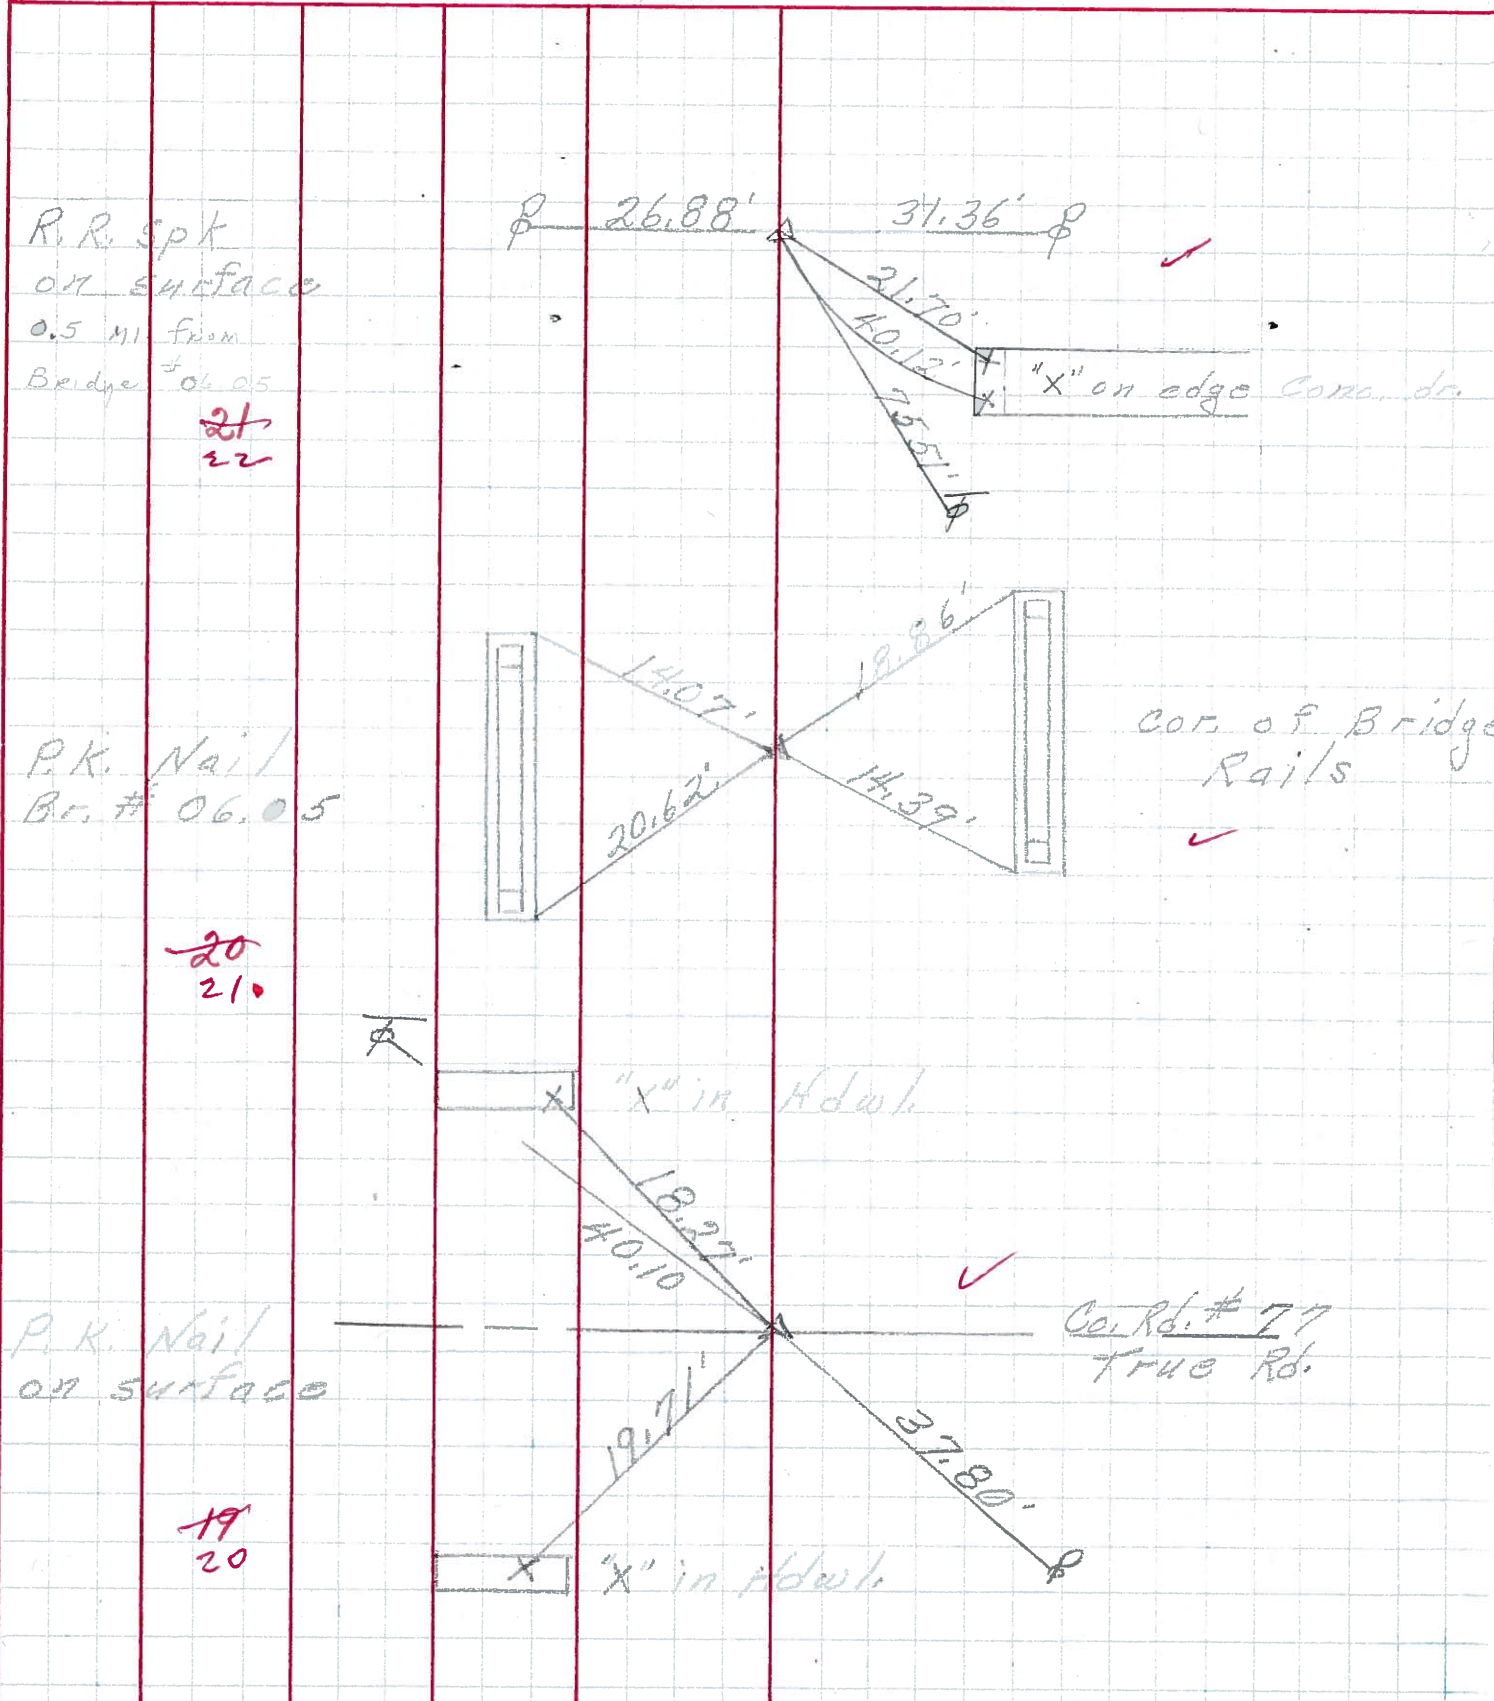 R.R. Spk
on surface
0.5 MI from
Bridge # 06.05
21
22
26.88'
31.36'
21.70'
40.12'
75.51'
"X" on edge Conc. dr.
P.K. Nail
Br. # 06.05
20
21.
14.07'
18.86'
20.62'
14.39'
Cor. of Bridge
Rails
"X" in Hdwl.
18.27'
40.10
P.K. Nail
on surface
Co. Rd. # 77
True Rd.
19.71'
37.80'
19
20
"X" in Hdwl.